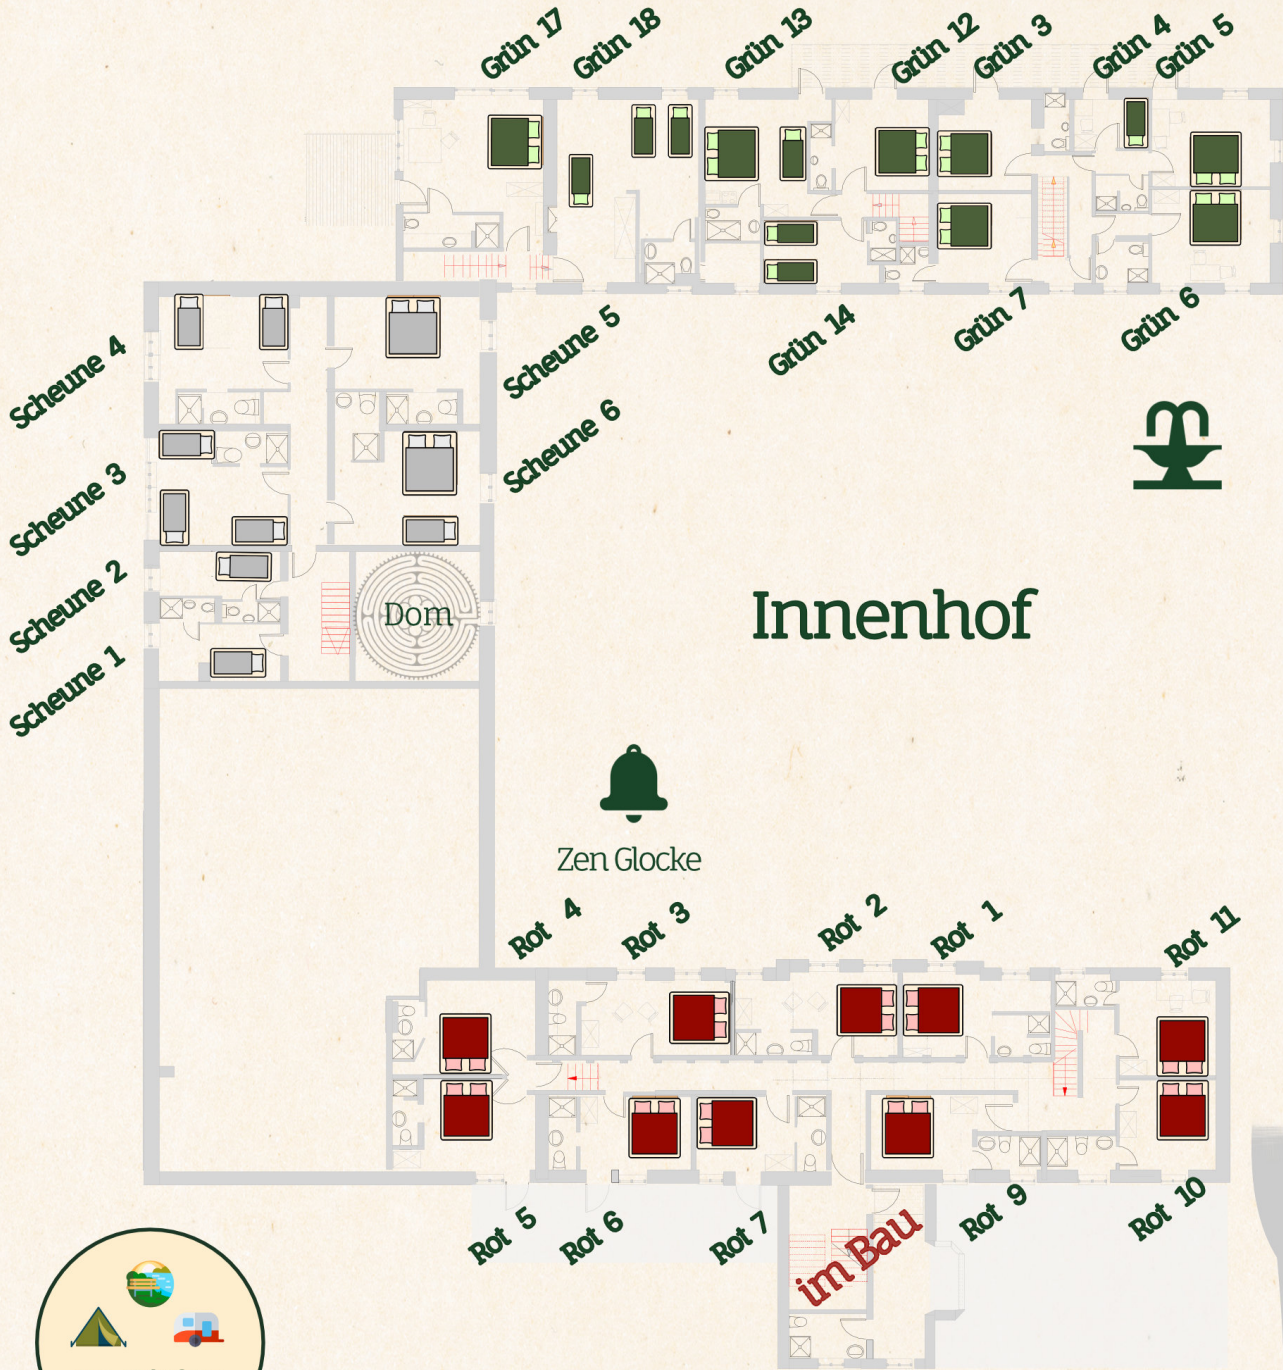 Grün 17
Grün 18
Grün 13
Grün 12
Grün 3
Grün 4
Grün 5
Scheune 4
Scheune 5
Grün 14
Grün 7
Grün 6
Scheune 3
Scheune 6
Scheune 2
Dom
Innenhof
Scheune 1
Zen Glocke
Rot 4
Rot 3
Rot 2
Rot 1
Rot 11
Rot 5
Rot 6
Rot 7
im Bau
Rot 9
Rot 10